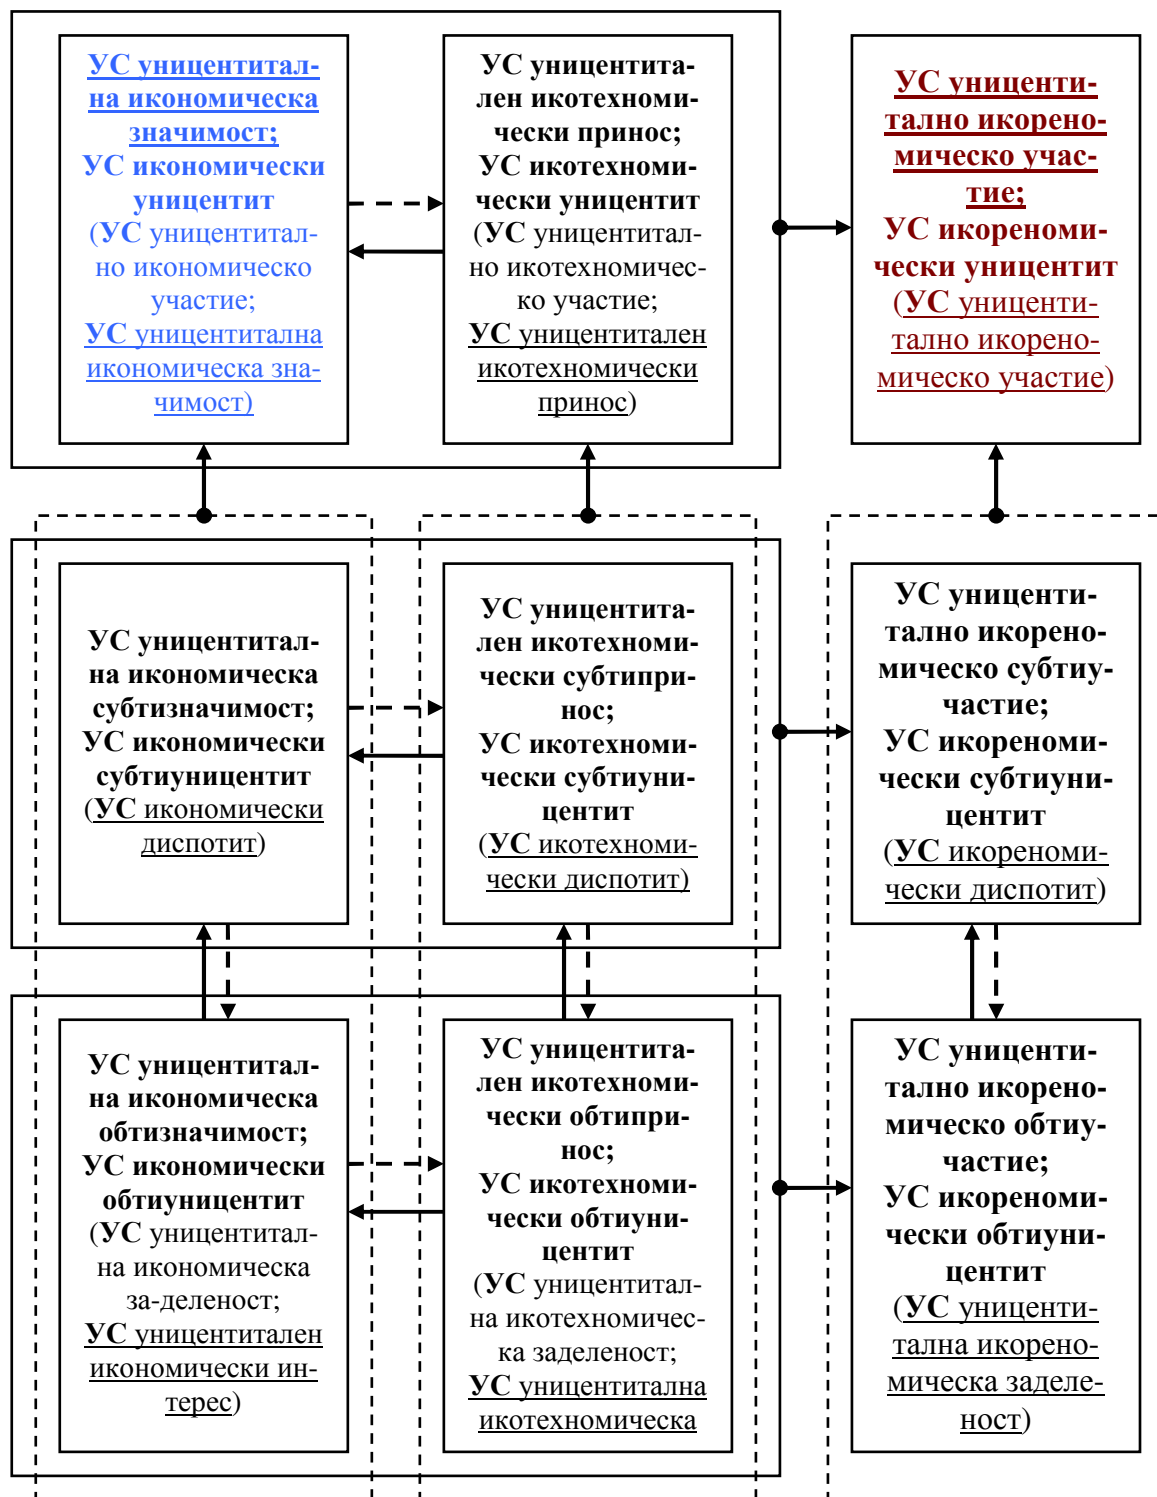 УС уницентитал-
на икономическа
значимост;
УС икономически
уницентит
(УС уницентитал-
но икономическо
участие;
УС уницентитална
икономическа зна-
чимост)
УС уницентита-
лен икотехноми-
чески принос;
УС икотехноми-
чески уницентит
(УС уницентитал-
но икотехномичес-
ко участие;
УС уницентитален
икотехномически
принос)
УС униценти-
тално икорено-
мическо учас-
тие;
УС икореноми-
чески уницентит
(УС униценти-
тално икорено-
мическо участие)
УС уницентитал-
на икономическа
субтизначимост;
УС икономически
субтиуницентит
(УС икономически
диспотит)
УС уницентита-
лен икотехноми-
чески субтипри-
нос;
УС икотехноми-
чески субтиуни-
центит
(УС икотехноми-
чески диспотит)
УС униценти-
тално икорено-
мическо субтиу-
частие;
УС икореноми-
чески субтиуни-
центит
(УС икореноми-
чески диспотит)
УС уницентитал-
на икономическа
обтизначимост;
УС икономически
обтиуницентит
(УС уницентитал-
на икономическа
за-деленост;
УС уницентитален
икономически ин-
терес)
УС уницентита-
лен икотехноми-
чески обтипри-
нос;
УС икотехноми-
чески обтиуни-
центит
(УС уницентитал-
на икотехномичес-
ка заделеност;
УС уницентитална
икотехномическа
УС униценти-
тално икорено-
мическо обтиу-
частие;
УС икореноми-
чески обтиуни-
центит
(УС униценти-
тална икорено-
мическа заделе-
ност)